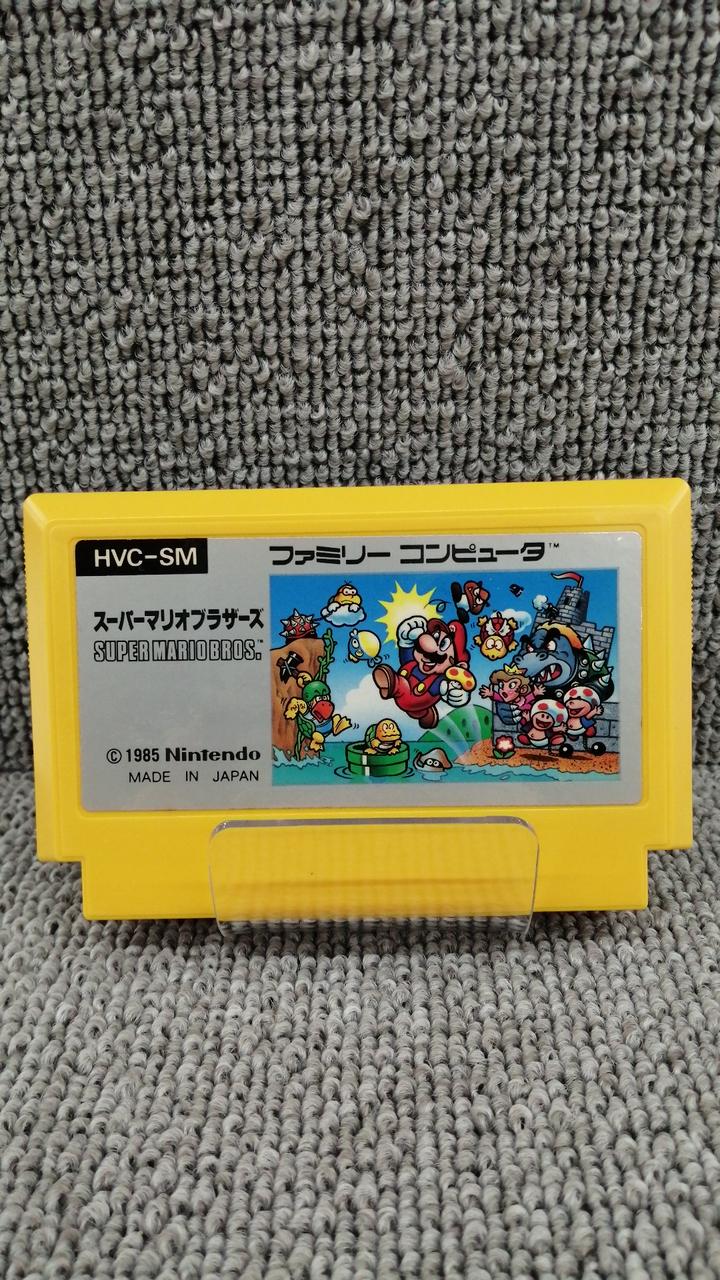 HVC-SM
ファミリー コンピュータ™
スーパーマリオブラザーズ
SUPER MARIO BROS.™
© 1985 Nintendo
MADE IN JAPAN